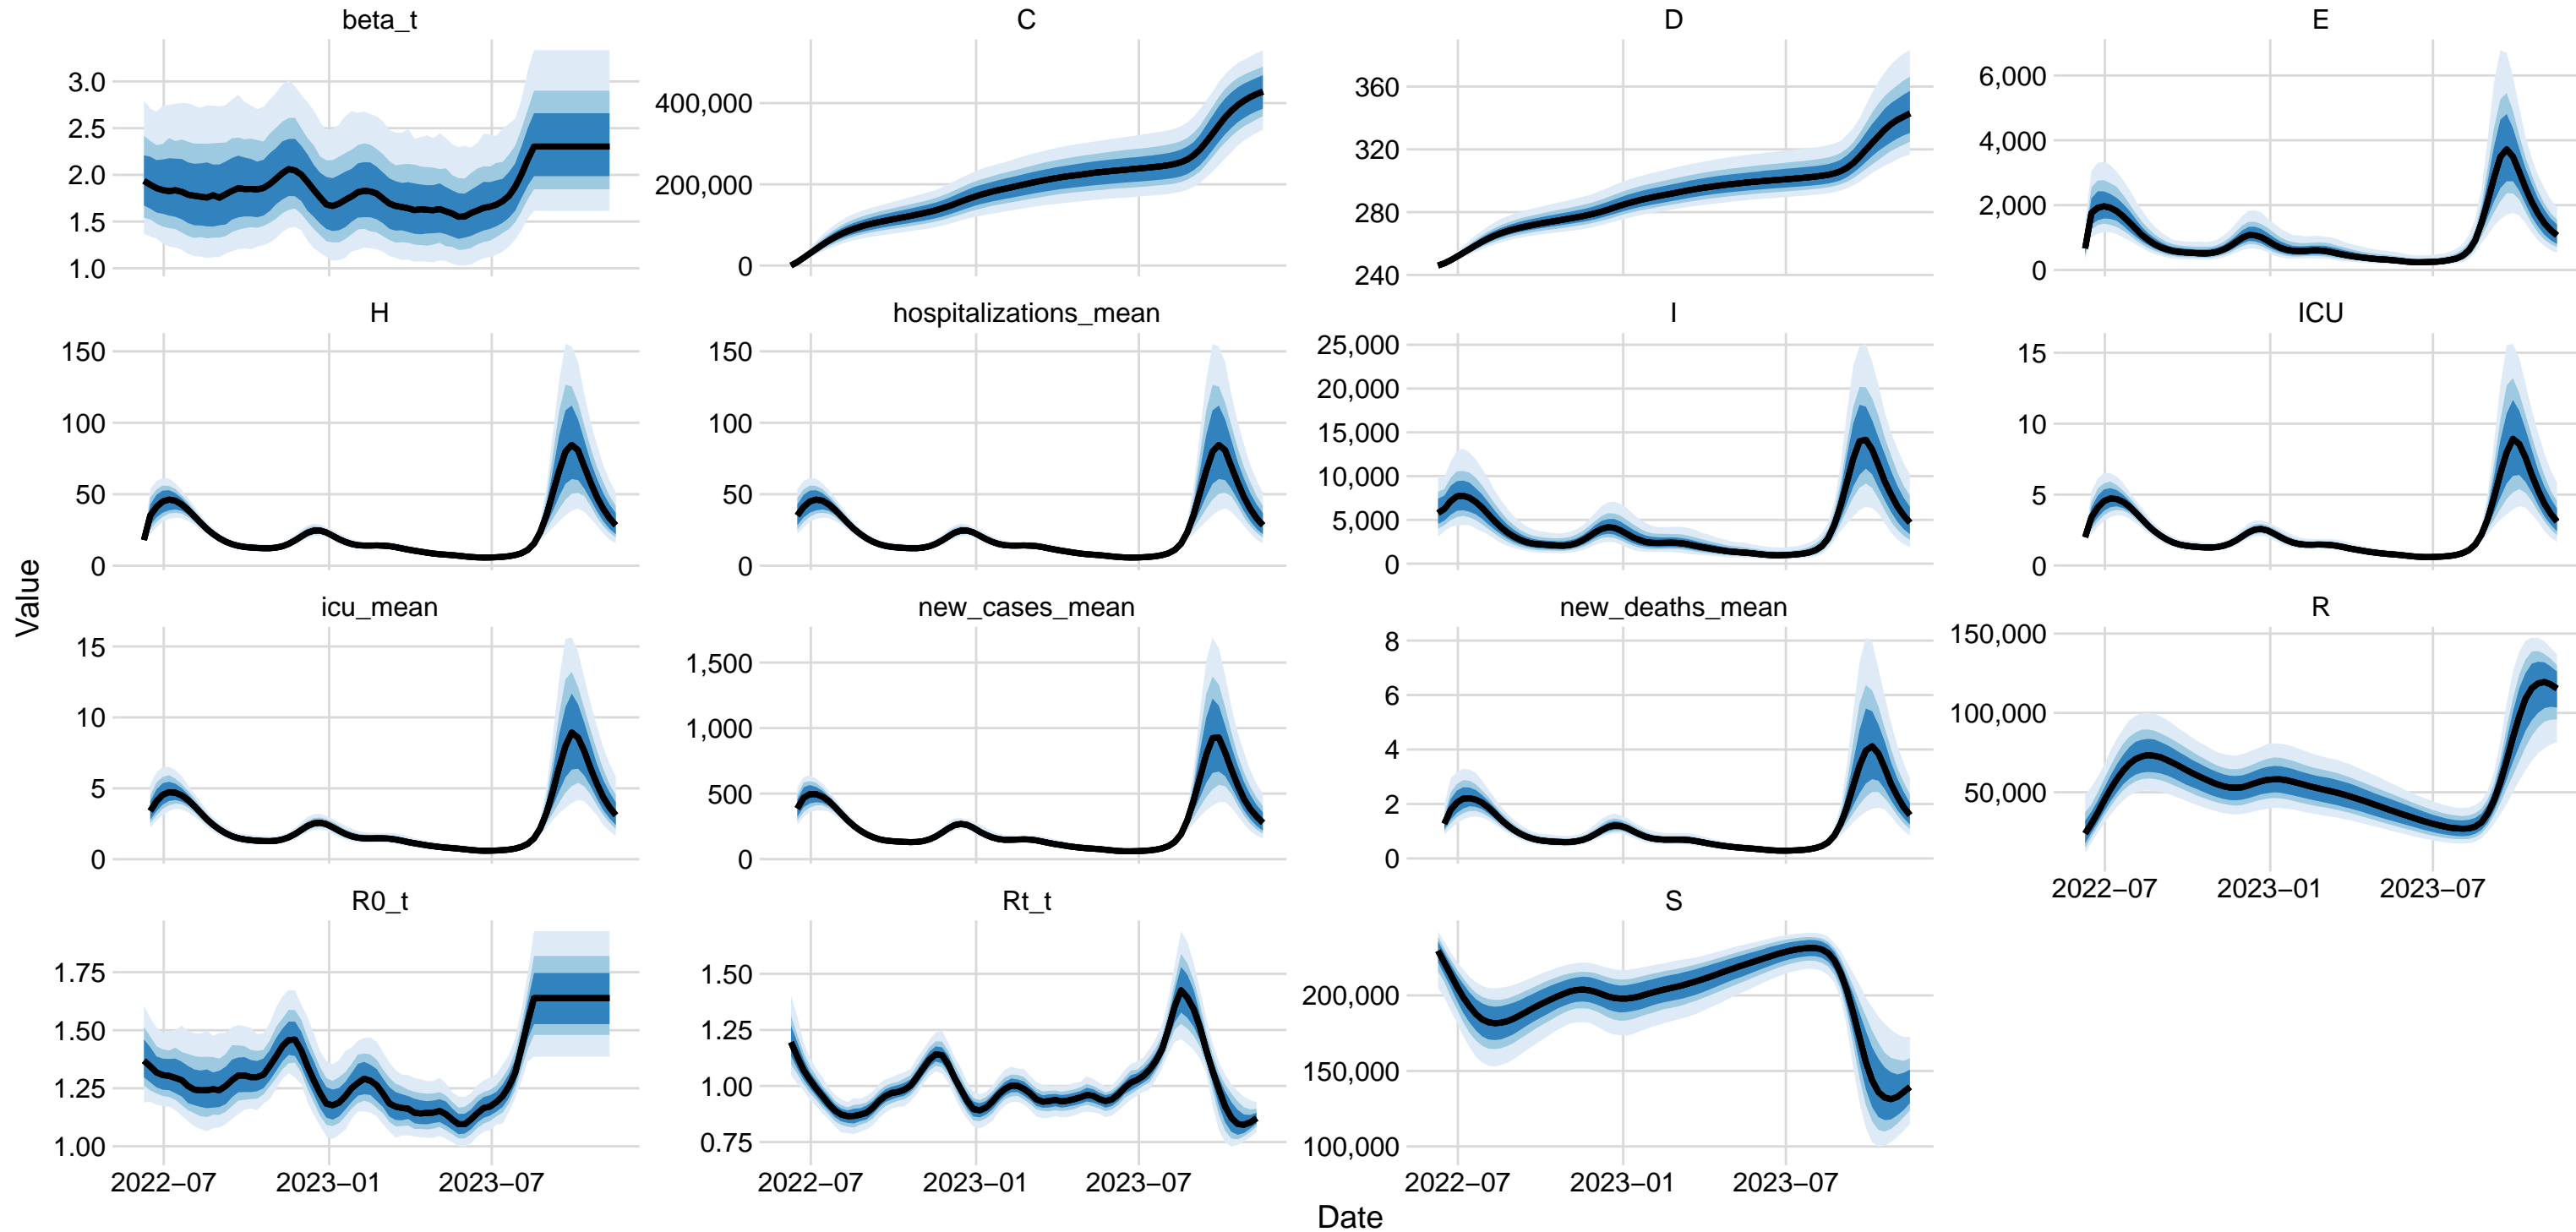 beta_t
C
D
E
3.0
2.5
2.0
1.5
1.0
400,000
200,000
0
360
320
280
240
6,000
4,000
2,000
0
H
hospitalizations_mean
I
ICU
150
100
50
0
150
100
50
0
25,000
20,000
15,000
10,000
5,000
0
15
10
5
0
Value
icu_mean
new_cases_mean
new_deaths_mean
R
15
10
5
0
1,500
1,000
500
0
8
6
4
2
0
150,000
100,000
50,000
2022−07 2023−01 2023−07
R0_t
Rt_t
S
1.75
1.50
1.25
1.00
1.50
1.25
1.00
0.75
200,000
150,000
100,000
2022−07 2023−01 2023−07
2022−07 2023−01 2023−07
2022−07 2023−01 2023−07
Date